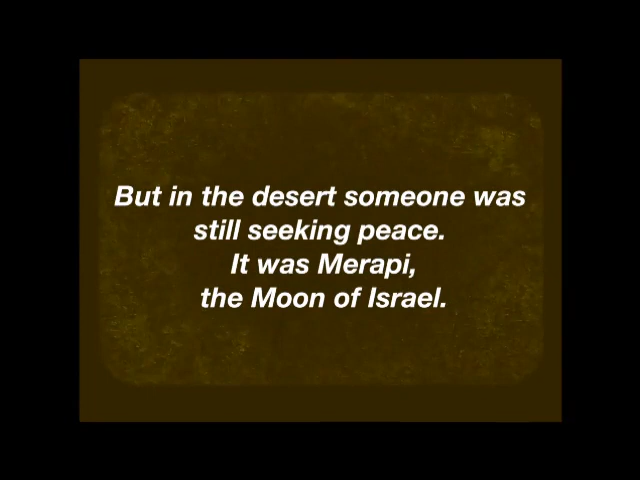 But in the desert someone was
still seeking peace.
It was Merapi,
the Moon of Israel.